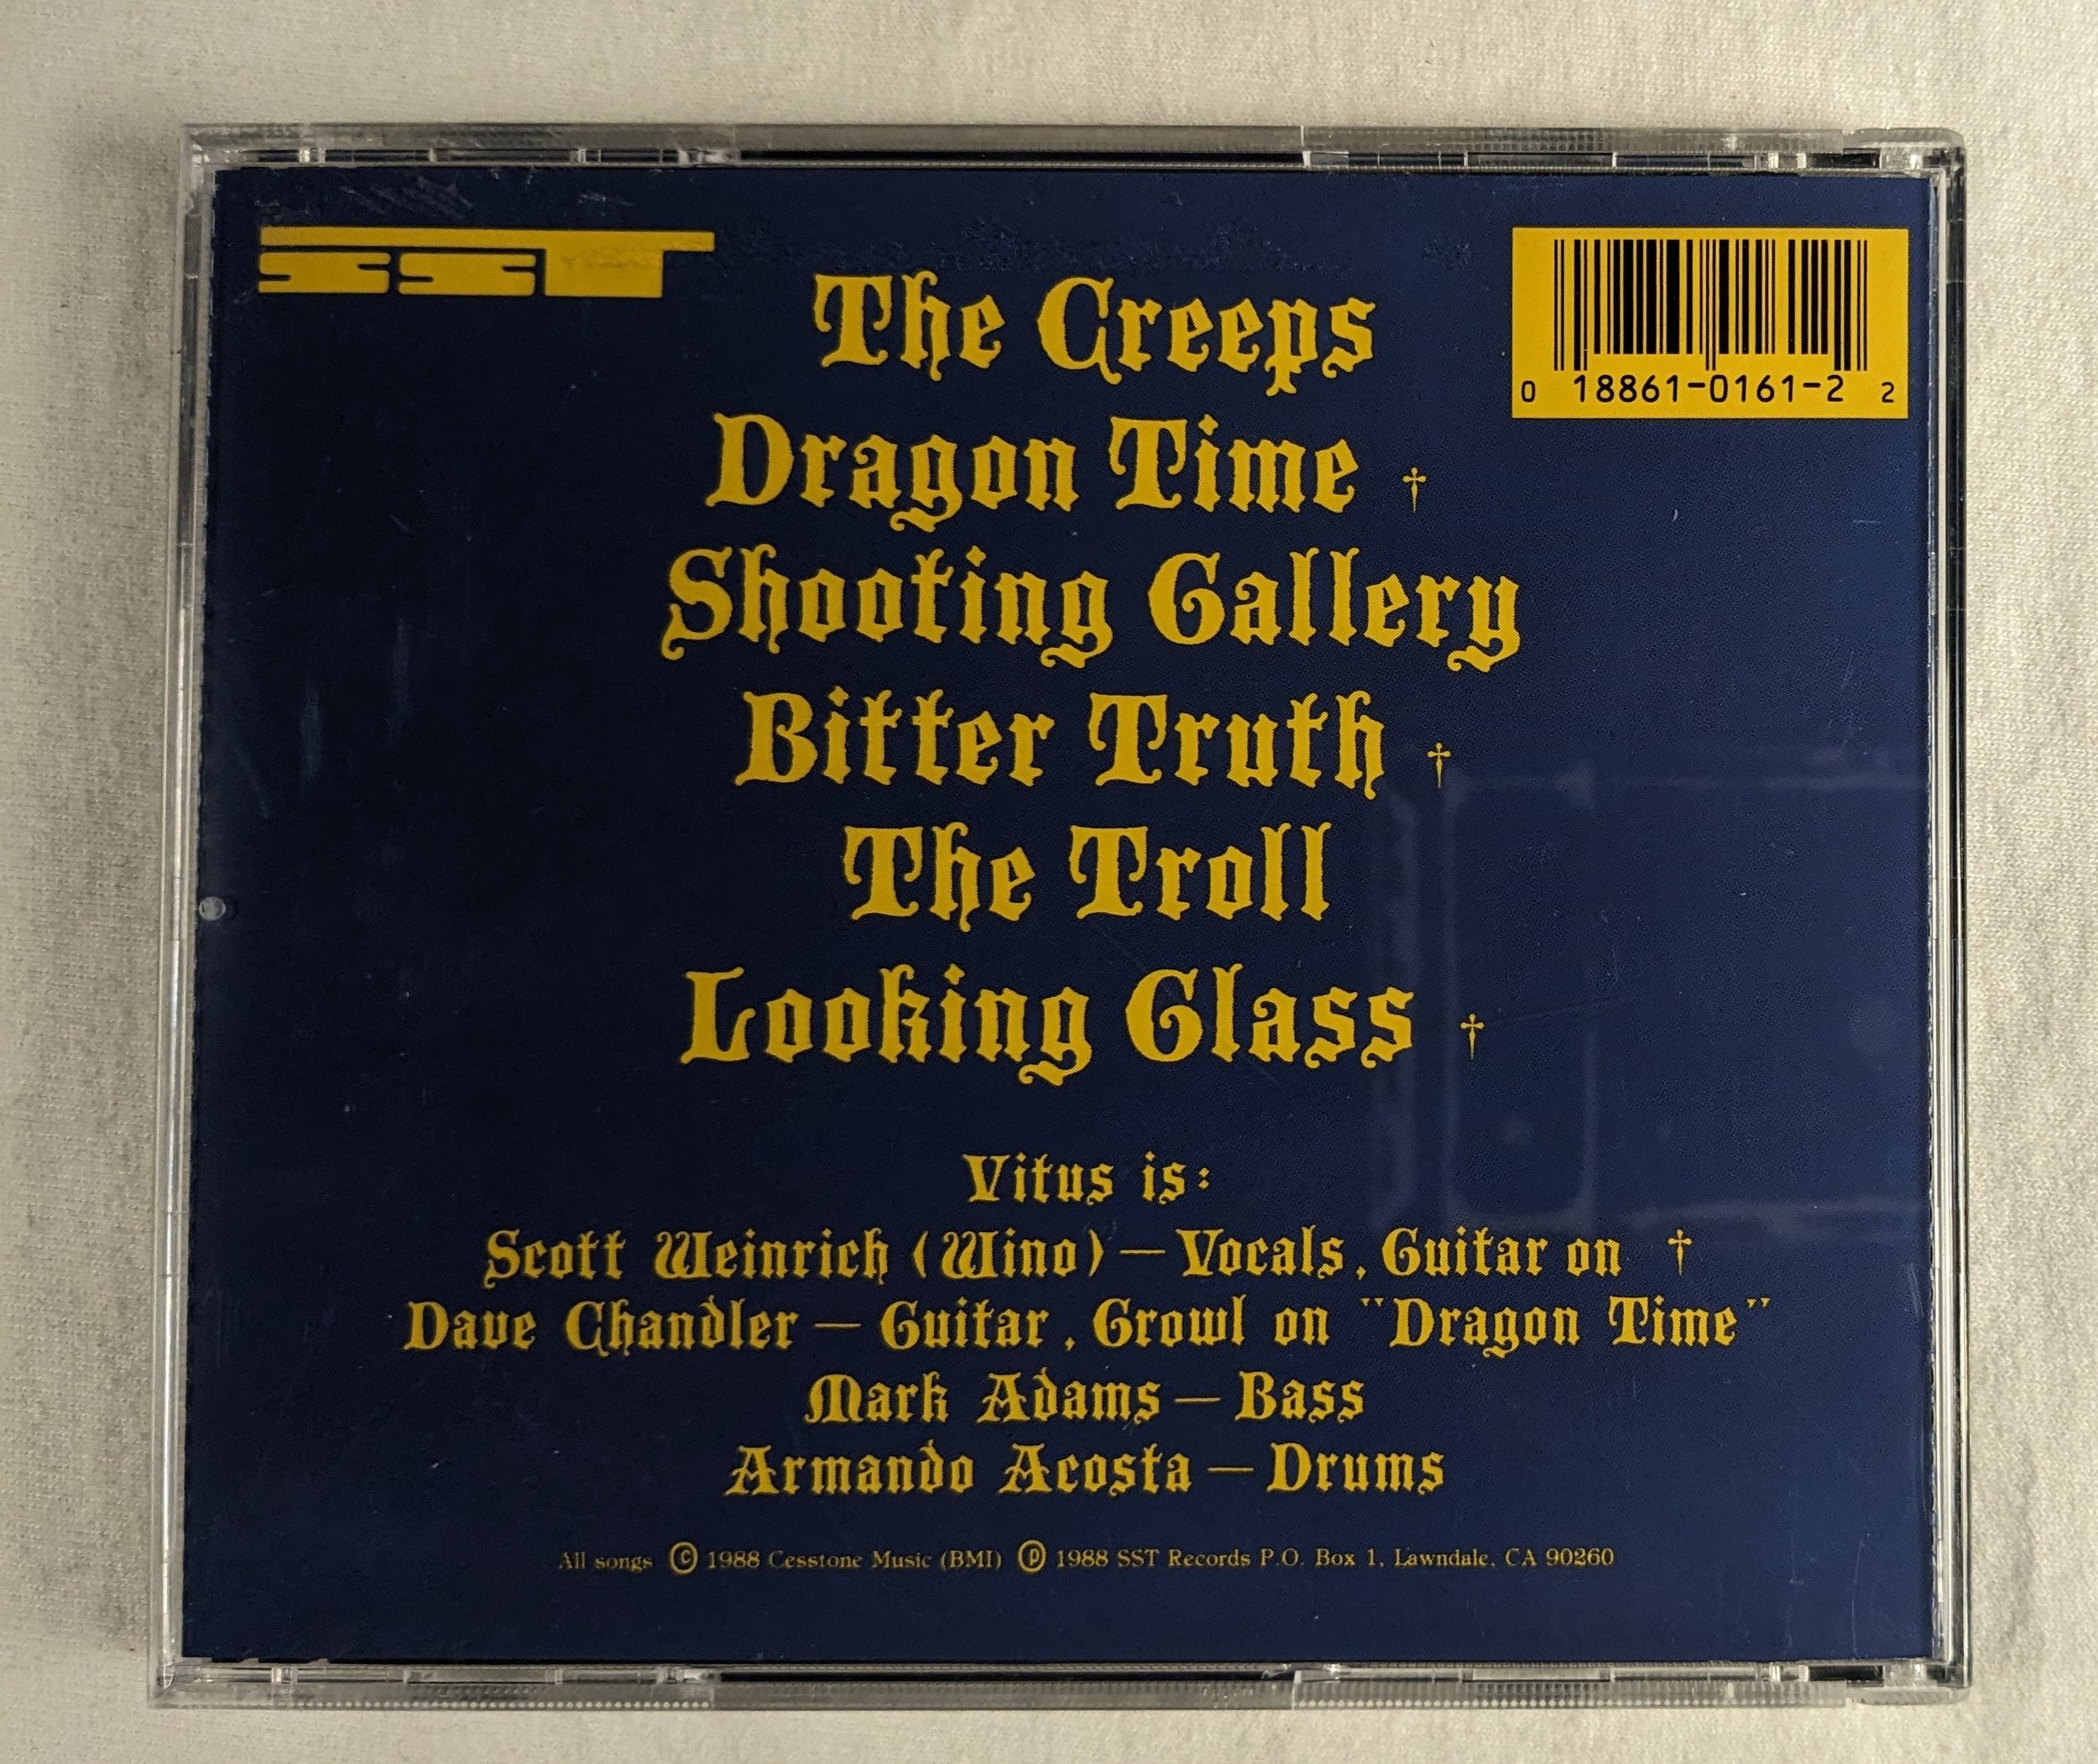 SST
The Creeps
0 18861-0161-2 2
Dragon Time †
Shooting Gallery
Bitter Truth †
The Troll
Looking Glass †
Vitus is:
Scott Weinrich (Wino) — Vocals, Guitar on †
Dave Chandler — Guitar, Growl on "Dragon Time"
Mark Adams — Bass
Armando Acosta — Drums
All songs © 1988 Cesstone Music (BMI) ℗ 1988 SST Records P.O. Box 1, Lawndale, CA 90260